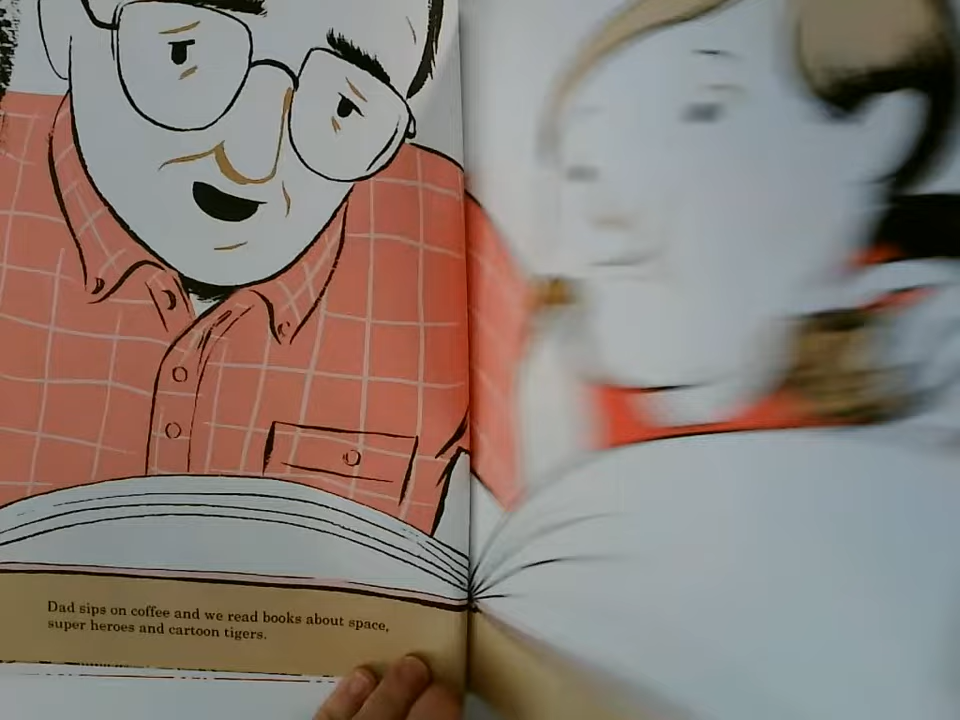 Dad sips on coffee and we read books about space,
super heroes and cartoon tigers.